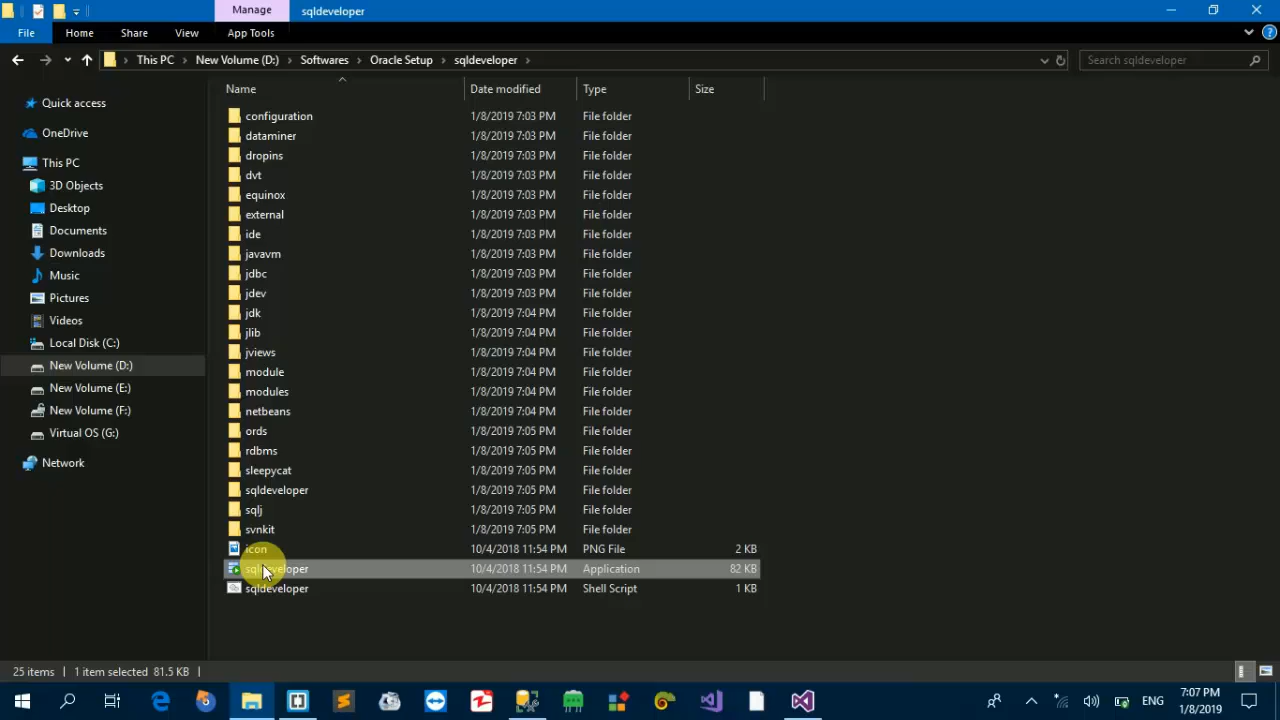 Manage
sqldeveloper
File
Home
Share
View
App Tools
This PC
New Volume (D:)
Softwares
Oracle Setup
sqldeveloper
Search sqldeveloper
Name
Date modified
Type
Size
Quick access
OneDrive
This PC
3D Objects
Desktop
Documents
Downloads
Music
Pictures
Videos
Local Disk (C:)
New Volume (D:)
New Volume (E:)
New Volume (F:)
Virtual OS (G:)
Network
configuration 1/8/2019 7:03 PM File folder
dataminer 1/8/2019 7:03 PM File folder
dropins 1/8/2019 7:03 PM File folder
dvt 1/8/2019 7:03 PM File folder
equinox 1/8/2019 7:03 PM File folder
external 1/8/2019 7:03 PM File folder
ide 1/8/2019 7:03 PM File folder
javavm 1/8/2019 7:03 PM File folder
jdbc 1/8/2019 7:03 PM File folder
jdev 1/8/2019 7:03 PM File folder
jdk 1/8/2019 7:04 PM File folder
jlib 1/8/2019 7:04 PM File folder
jviews 1/8/2019 7:04 PM File folder
module 1/8/2019 7:04 PM File folder
modules 1/8/2019 7:04 PM File folder
netbeans 1/8/2019 7:04 PM File folder
ords 1/8/2019 7:05 PM File folder
rdbms 1/8/2019 7:05 PM File folder
sleepycat 1/8/2019 7:05 PM File folder
sqldeveloper 1/8/2019 7:05 PM File folder
sqlj 1/8/2019 7:05 PM File folder
svnkit 1/8/2019 7:05 PM File folder
icon 10/4/2018 11:54 PM PNG File 2 KB
sqldeveloper 10/4/2018 11:54 PM Application 82 KB
sqldeveloper 10/4/2018 11:54 PM Shell Script 1 KB
25 items
1 item selected 81.5 KB
ENG
7:07 PM
1/8/2019